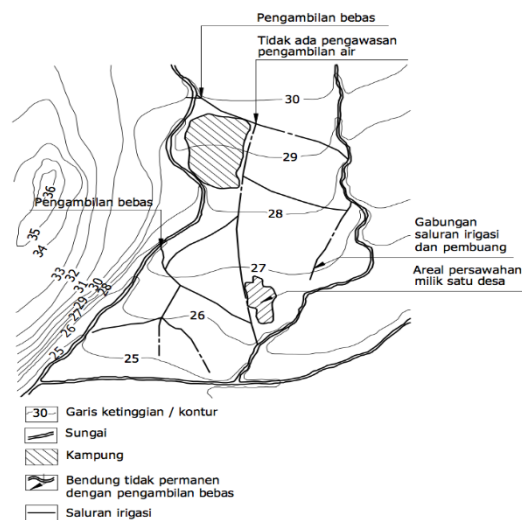 Pengambilan bebas
Tidak ada pengawasan
pengambilan air
30
29
28
Pengambilan bebas
36
35
34
33
32
31
30
29
28
27
26
25
27
26
25
Gabungan
saluran irigasi
dan pembuang
Areal persawahan
milik satu desa
30 Garis ketinggian / kontur
Sungai
Kampung
Bendung tidak permanen
dengan pengambilan bebas
Saluran irigasi